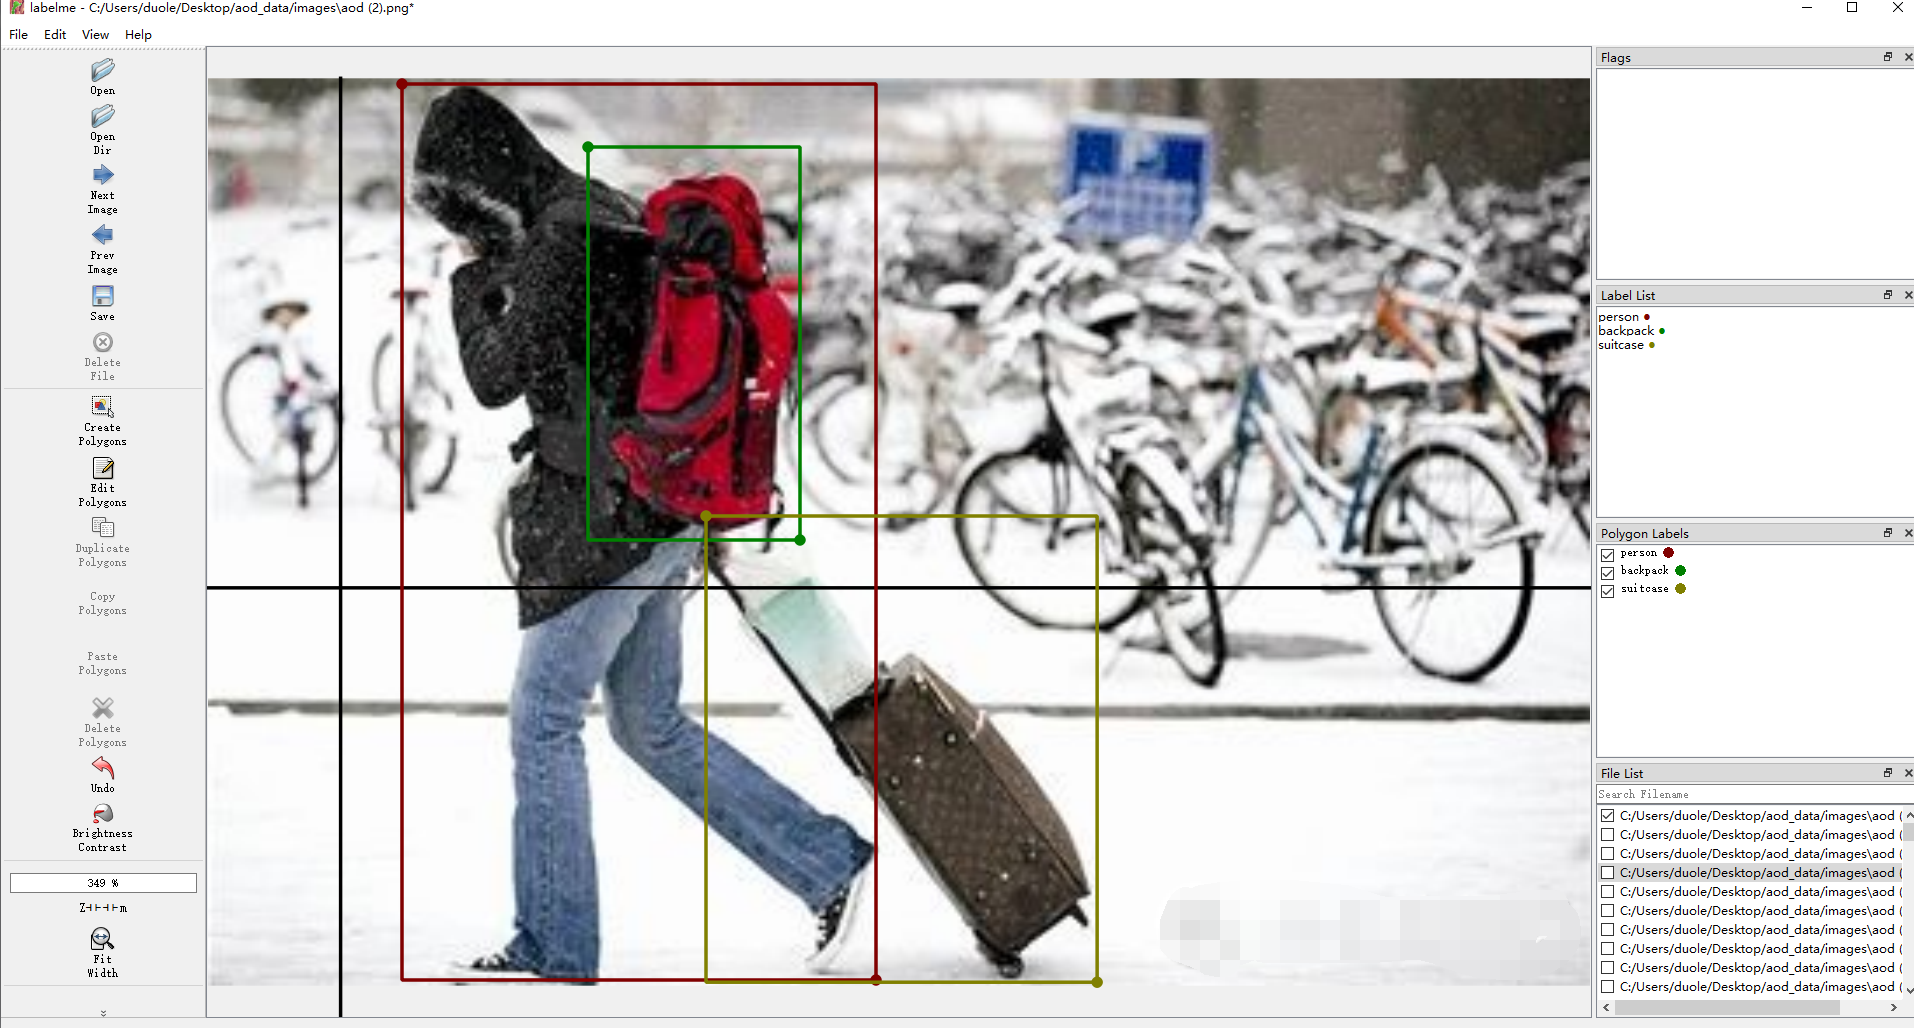 labelme - C:/Users/duole/Desktop/aod_data/images\aod (2).png*
File Edit View Help
Open
Open
Dir
Next
Image
Prev
Image
Save
Delete
File
Create
Polygons
Edit
Polygons
Duplicate
Polygons
Copy
Polygons
Paste
Polygons
Delete
Polygons
Undo
Brightness
Contrast
349 %
Fit
Width
Flags
Label List
person
backpack
suitcase
Polygon Labels
person
backpack
suitcase
File List
Search Filename
C:/Users/duole/Desktop/aod_data/images\aod (
C:/Users/duole/Desktop/aod_data/images\aod (
C:/Users/duole/Desktop/aod_data/images\aod (
C:/Users/duole/Desktop/aod_data/images\aod (
C:/Users/duole/Desktop/aod_data/images\aod (
C:/Users/duole/Desktop/aod_data/images\aod (
C:/Users/duole/Desktop/aod_data/images\aod (
C:/Users/duole/Desktop/aod_data/images\aod (
C:/Users/duole/Desktop/aod_data/images\aod (
C:/Users/duole/Desktop/aod_data/images\aod (